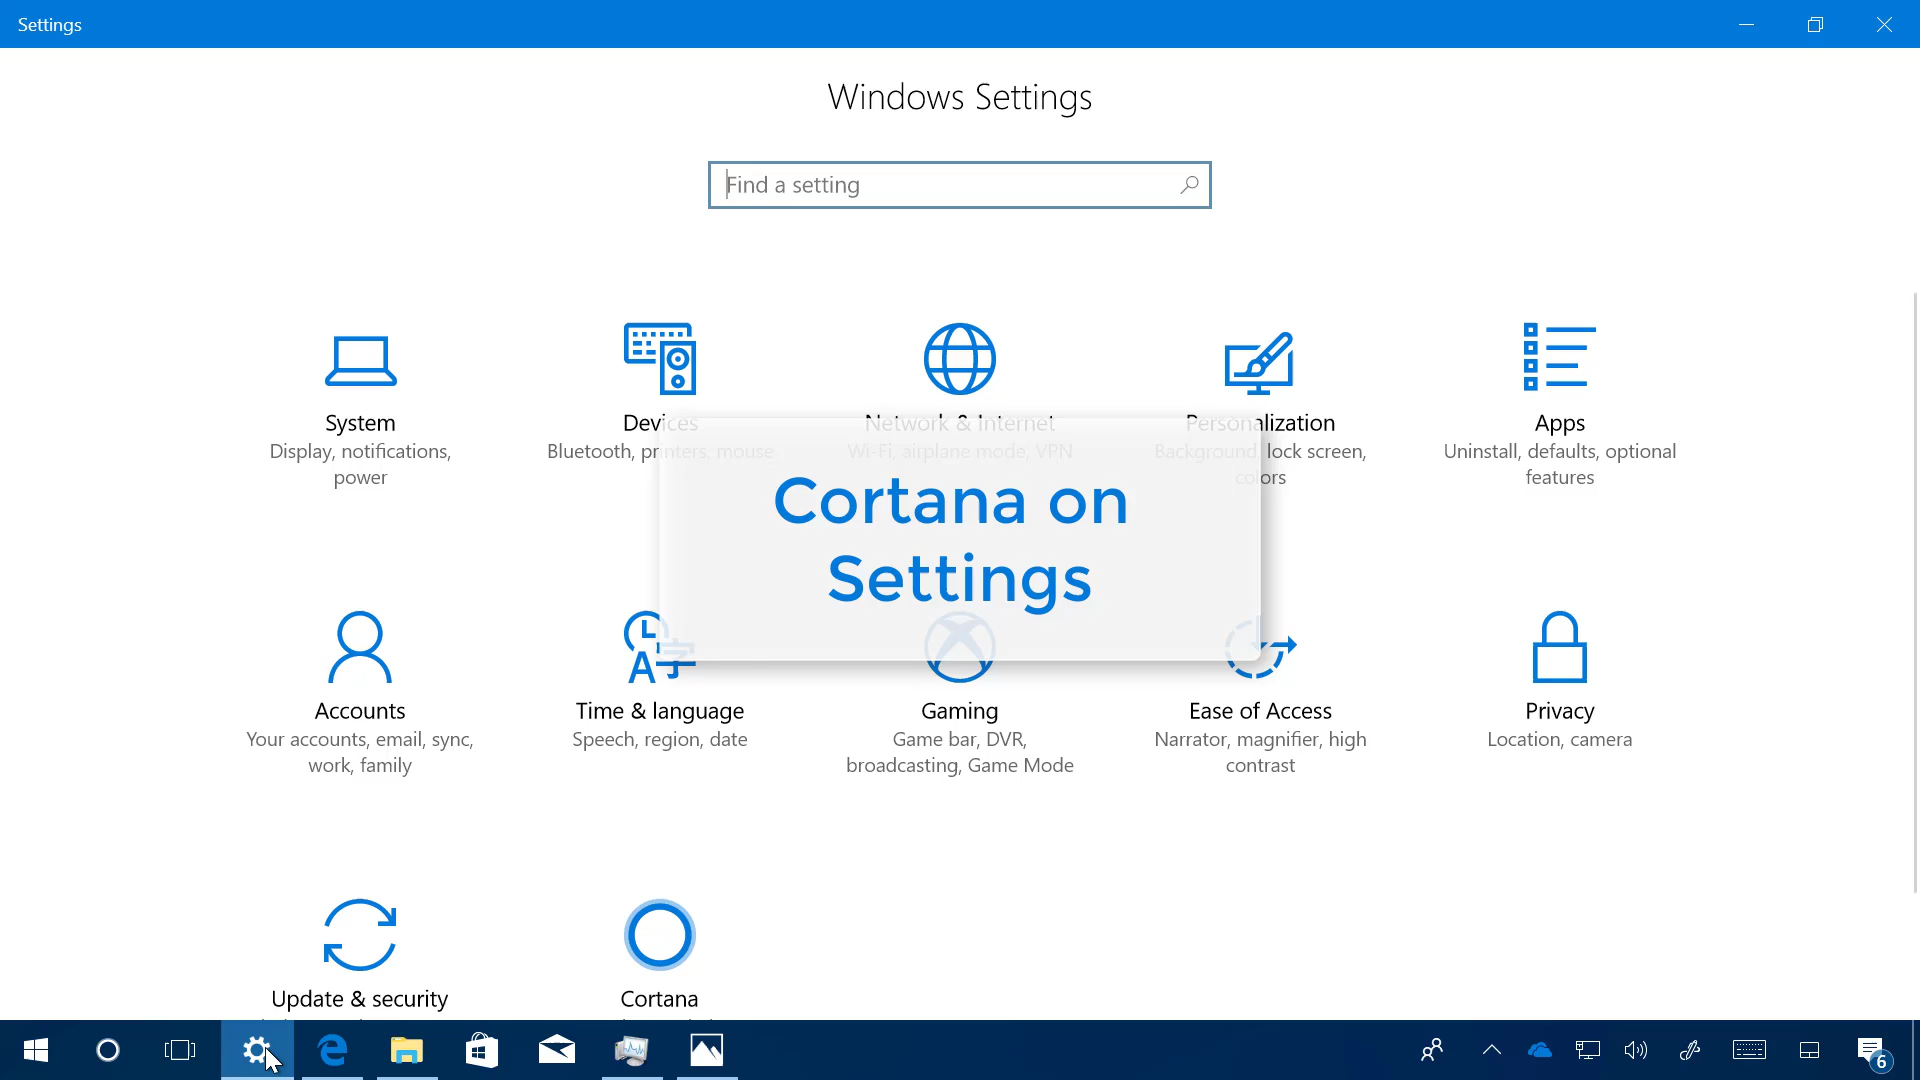 Settings
Windows Settings
Find a setting
System
Display, notifications,
power
Devices
Bluetooth, printers, mouse
Network & Internet
Wi-Fi, airplane mode, VPN
Personalization
Background, lock screen,
colors
Apps
Uninstall, defaults, optional
features
Cortana on
Settings
Accounts
Your accounts, email, sync,
work, family
Time & language
Speech, region, date
Gaming
Game bar, DVR,
broadcasting, Game Mode
Ease of Access
Narrator, magnifier, high
contrast
Privacy
Location, camera
Update & security
Cortana
6